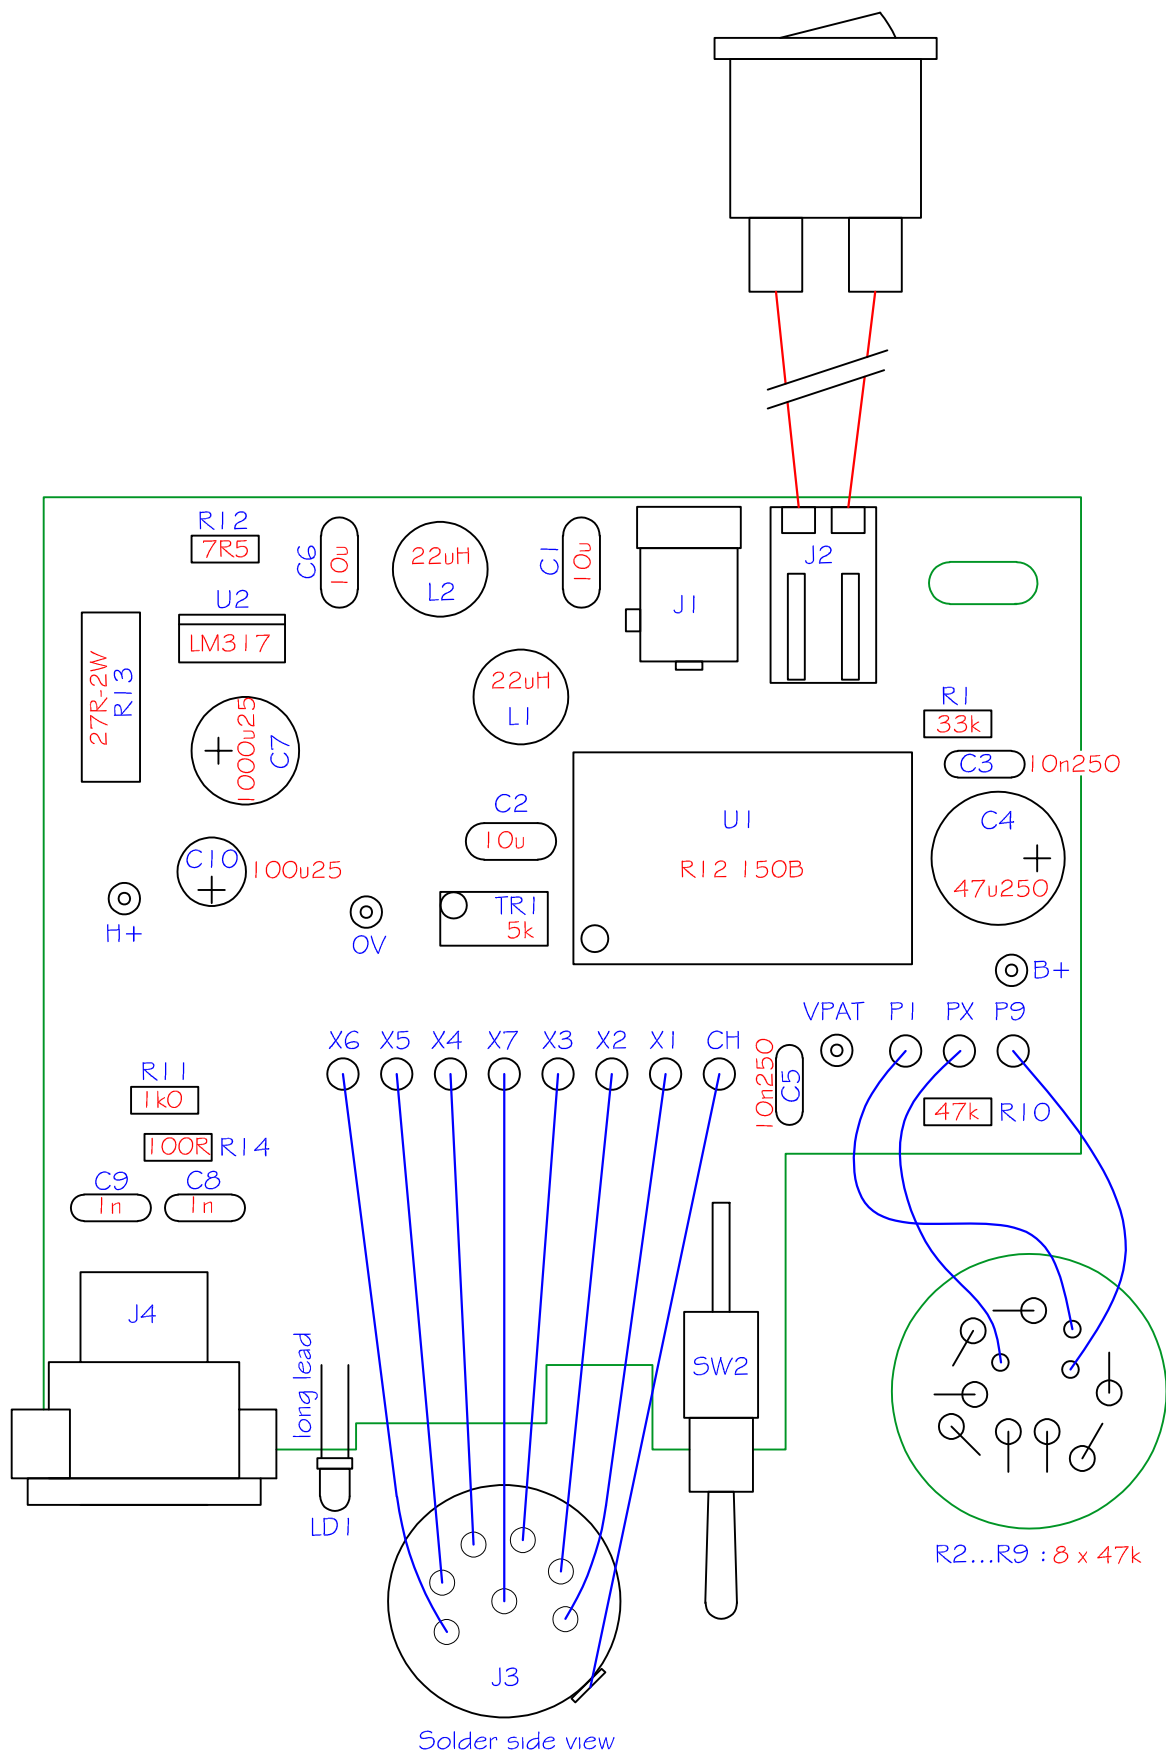 R12
7R5
C6
10u
22uH
L2
C1
10u
J1
J2
U2
LM317
27R-2W
R13
1000u25
C7
22uH
L1
R1
33k
C3
10n250
C2
10u
U1
R12 150B
C4
47u250
C10
100u25
H+
0V
TR1
5k
B+
VPAT
P1
PX
P9
X6
X5
X4
X7
X3
X2
X1
CH
10n250
C5
47k
R10
R11
1k0
100R
R14
C9
1n
C8
1n
J4
long lead
LD1
SW2
R2...R9 : 8 x 47k
J3
Solder side view